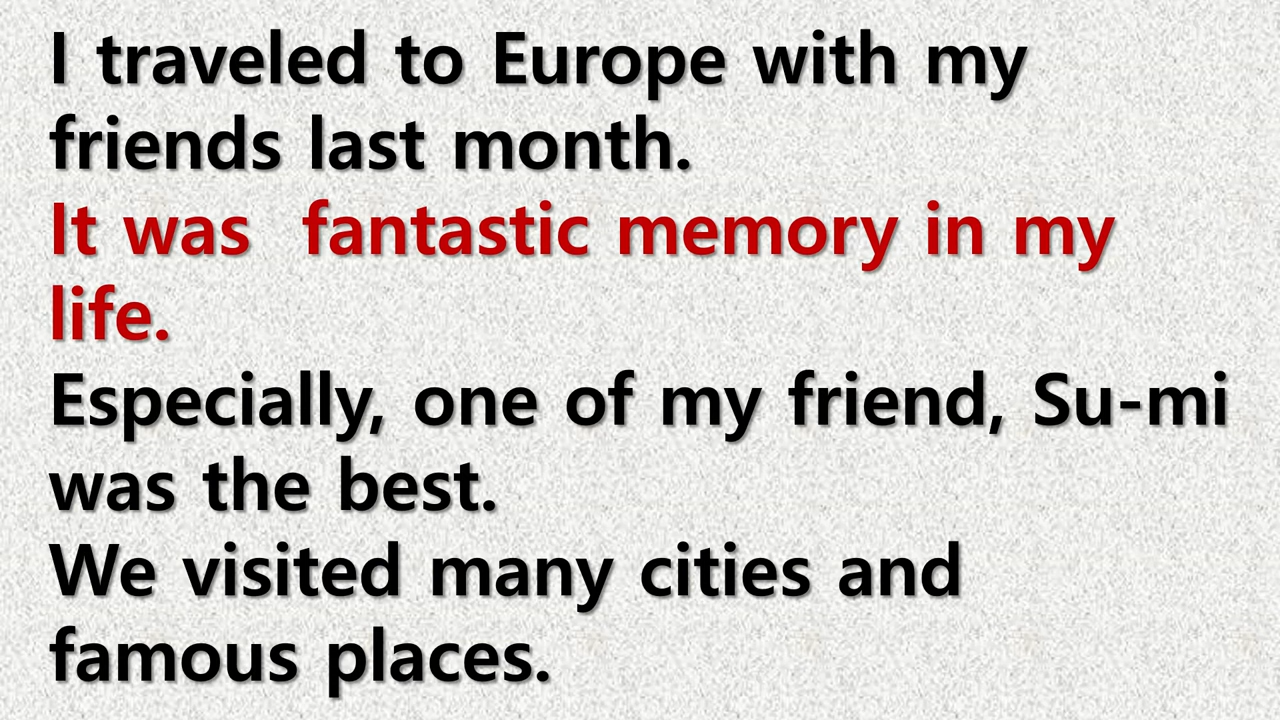 I traveled to Europe with my
friends last month.
It was  fantastic memory in my
life.
Especially, one of my friend, Su-mi
was the best.
We visited many cities and
famous places.